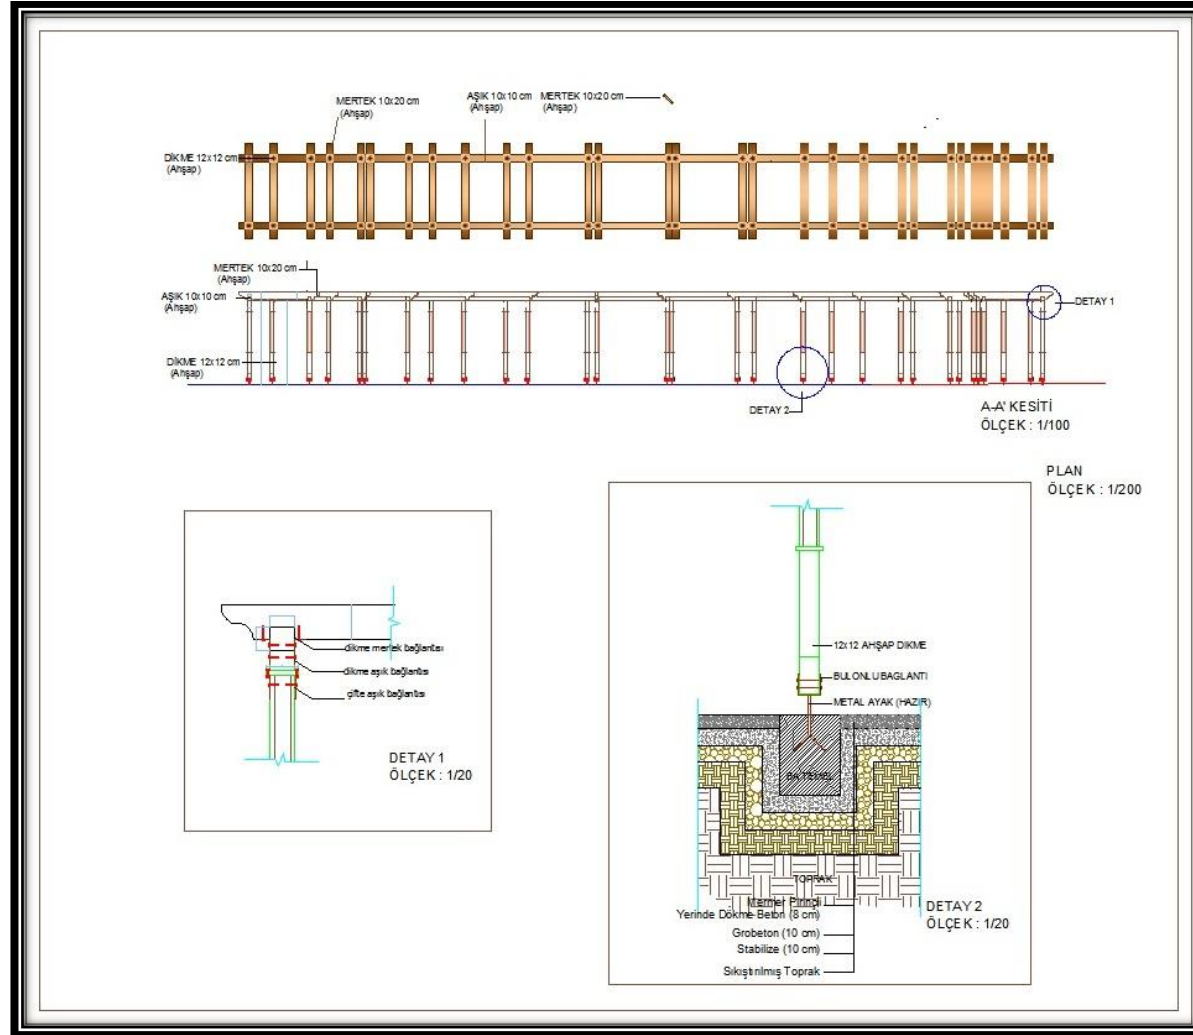 MERTEK 10x20 cm
(Ahşap)
AŞIK 10x10 cm
(Ahşap)
MERTEK 10x20 cm
(Ahşap)
DİKME 12x12 cm
(Ahşap)
MERTEK 10x20 cm
(Ahşap)
AŞIK 10x10 cm
(Ahşap)
DETAY 1
DİKME 12x12 cm
(Ahşap)
DETAY 2
A-A' KESİTİ
ÖLÇEK : 1/100
PLAN
ÖLÇEK : 1/200
dikme mertek bağlantısı
dikme aşık bağlantısı
çifte aşık bağlantısı
DETAY 1
ÖLÇEK : 1/20
12x12 AHŞAP DIKME
BULONLU BAGLANTI
METAL AYAK (HAZIR)
BA TEMEL
TOPRAK
Mermer Pirinçli
Yerinde Dökme Beton (8 cm)
Grobeton (10 cm)
Stabilize (10 cm)
Sıkıştırılmış Toprak
DETAY 2
ÖLÇEK : 1/20